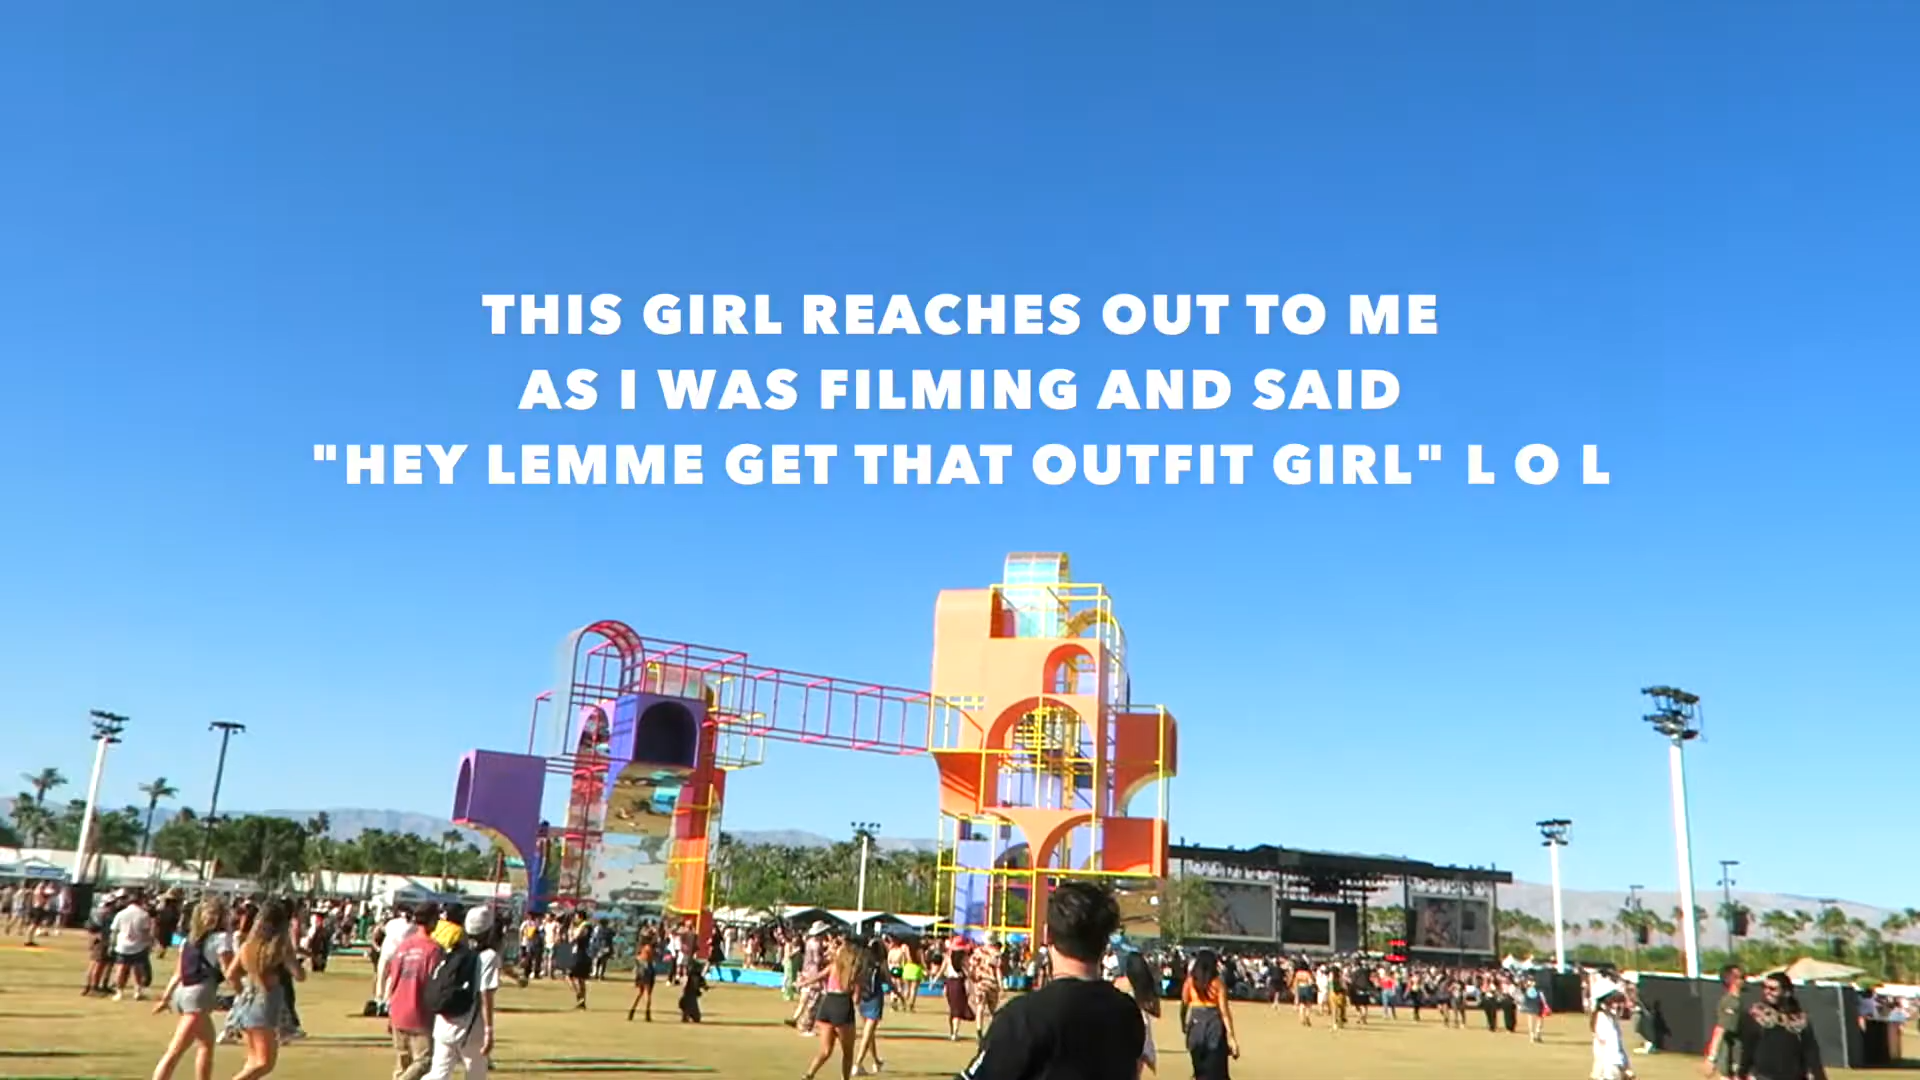 THIS GIRL REACHES OUT TO ME
AS I WAS FILMING AND SAID
"HEY LEMME GET THAT OUTFIT GIRL" L O L